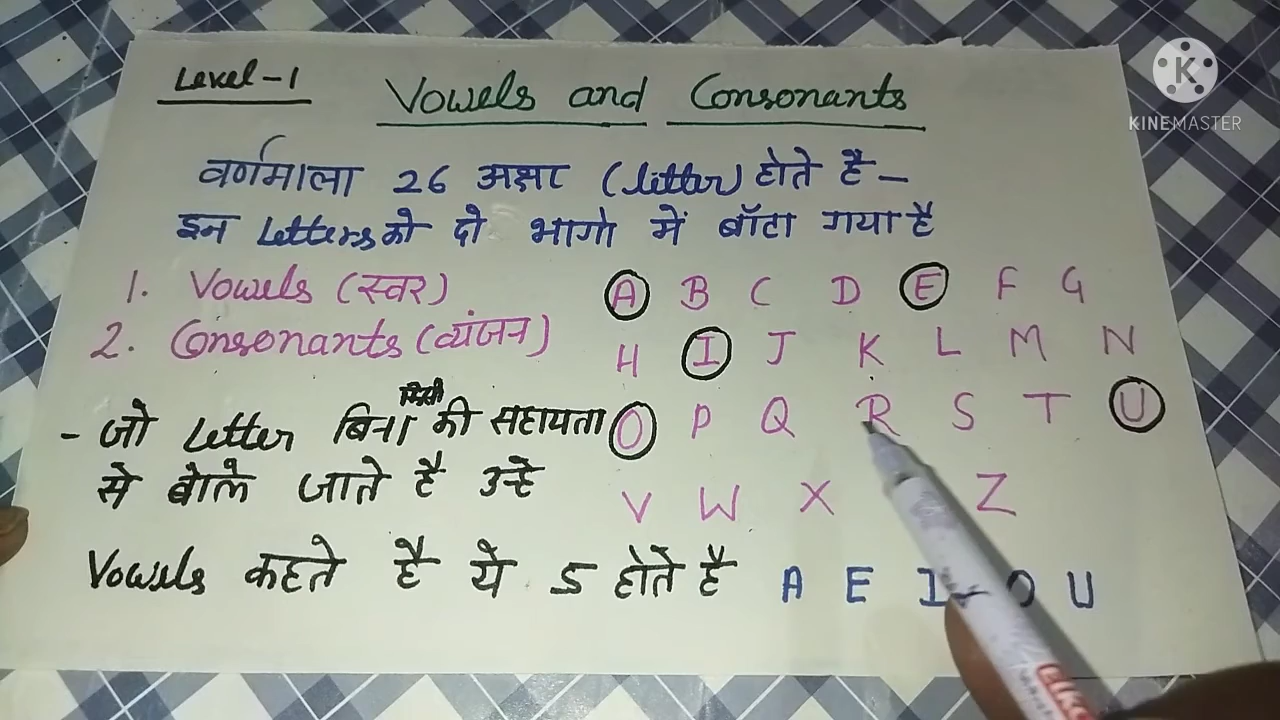 Level-1
Vowels and Consonants
वर्णमाला 26 अक्षर (litter) होते है -
इन Letters को दो भागो में बॉटा गया है
1. Vowels (स्वर)
2. Consonants (व्यंजन)
A B C D E F G
H I J K L M N
O P Q R S T U
V W X Z
- जो Letter बिना किसी की सहायता
से बोले जाते है उन्हे
Vowels कहते है ये 5 होते है A E I O U
K
KINEMASTER